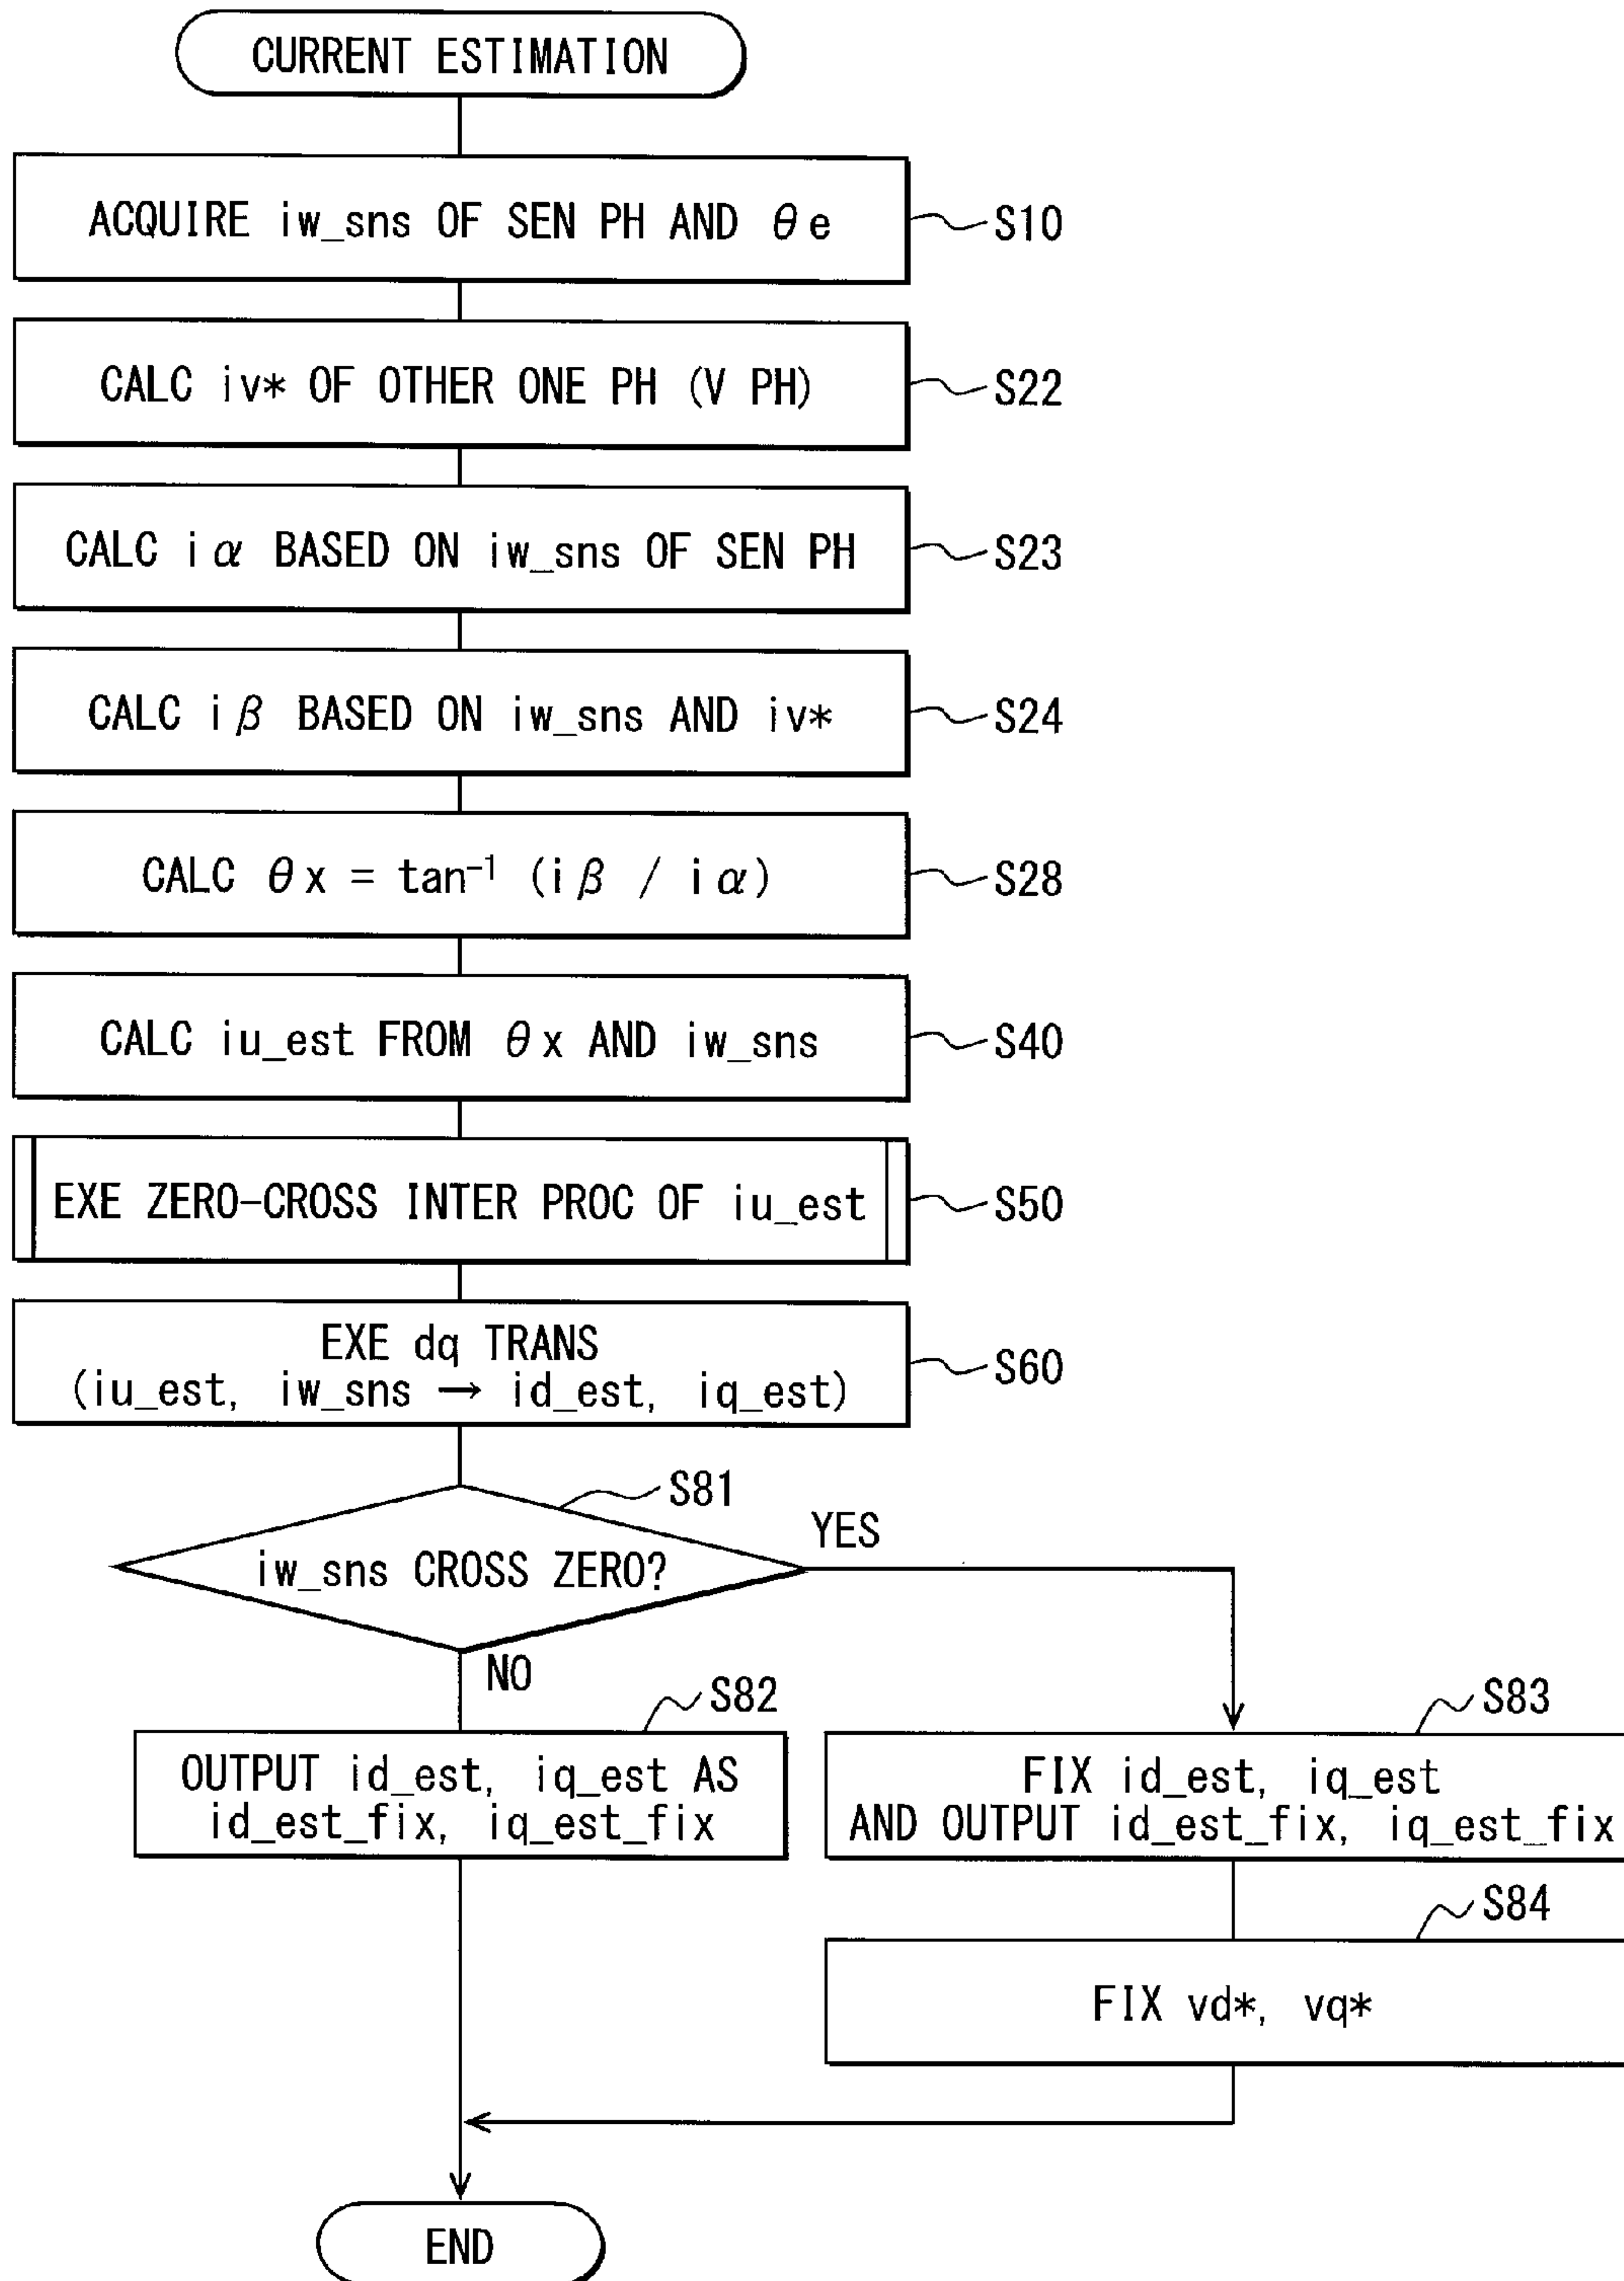 CURRENT ESTIMATION
ACQUIRE iw_sns OF SEN PH AND θe
S10
CALC iv* OF OTHER ONE PH (V PH)
S22
CALC iα BASED ON iw_sns OF SEN PH
S23
CALC iβ BASED ON iw_sns AND iv*
S24
CALC θx = tan⁻¹ (iβ / iα)
S28
CALC iu_est FROM θx AND iw_sns
S40
EXE ZERO-CROSS INTER PROC OF iu_est
S50
EXE dq TRANS
(iu_est, iw_sns → id_est, iq_est)
S60
S81
iw_sns CROSS ZERO?
YES
NO
S82
OUTPUT id_est, iq_est AS
id_est_fix, iq_est_fix
S83
FIX id_est, iq_est
AND OUTPUT id_est_fix, iq_est_fix
S84
FIX vd*, vq*
END